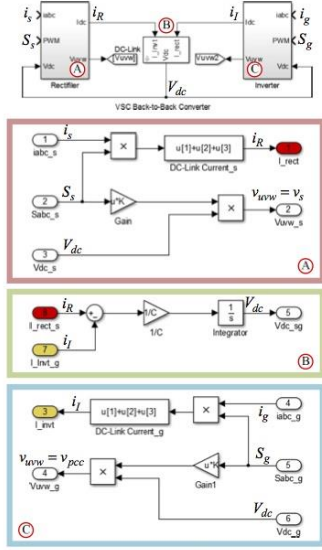 i_s iabc Idc i_R B i_I Idc iabc i_g
S_s PWM DC-Link I_invt I_rect PWM S_g
Vdc A Vuvw [Vuvw] Vdc Vuvw2 Vuvw C Vdc
Rectifier V_dc Inverter
VSC Back-to-Back Converter
i_s i_R
1 × u[1]+u[2]+u[3] 1
iabc_s DC-Link Current_s I_rect
S_s v_uvw = v_s
2 u*K × 2
Sabc_s Gain Vuvw_s
V_dc
3
Vdc_s A
i_R V_dc
6 + - 1/C 1/s 5
I_rect_s 1/C Integrator Vdc_sg
i_I
7
I_Invt_g B
i_I 4
3 u[1]+u[2]+u[3] × i_g iabc_g
I_invt DC-Link Current_g
v_uvw = v_pcc S_g
4 × u*K 5
Vuvw_g Gain1 Sabc_g
V_dc
6
C Vdc_g